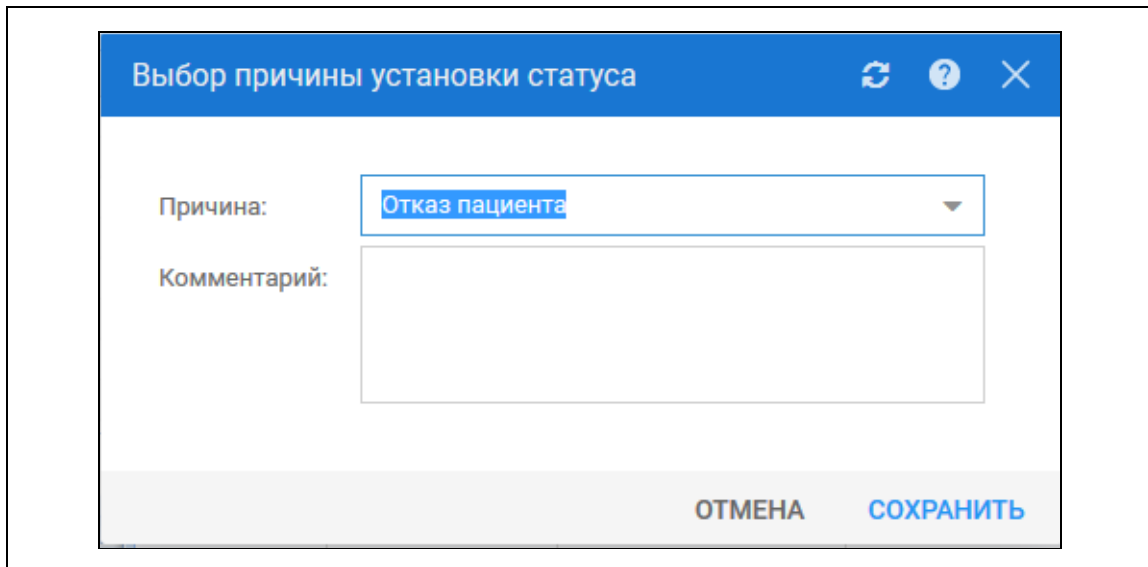 Выбор причины установки статуса
Причина: Отказ пациента
Комментарий:
ОТМЕНА СОХРАНИТЬ